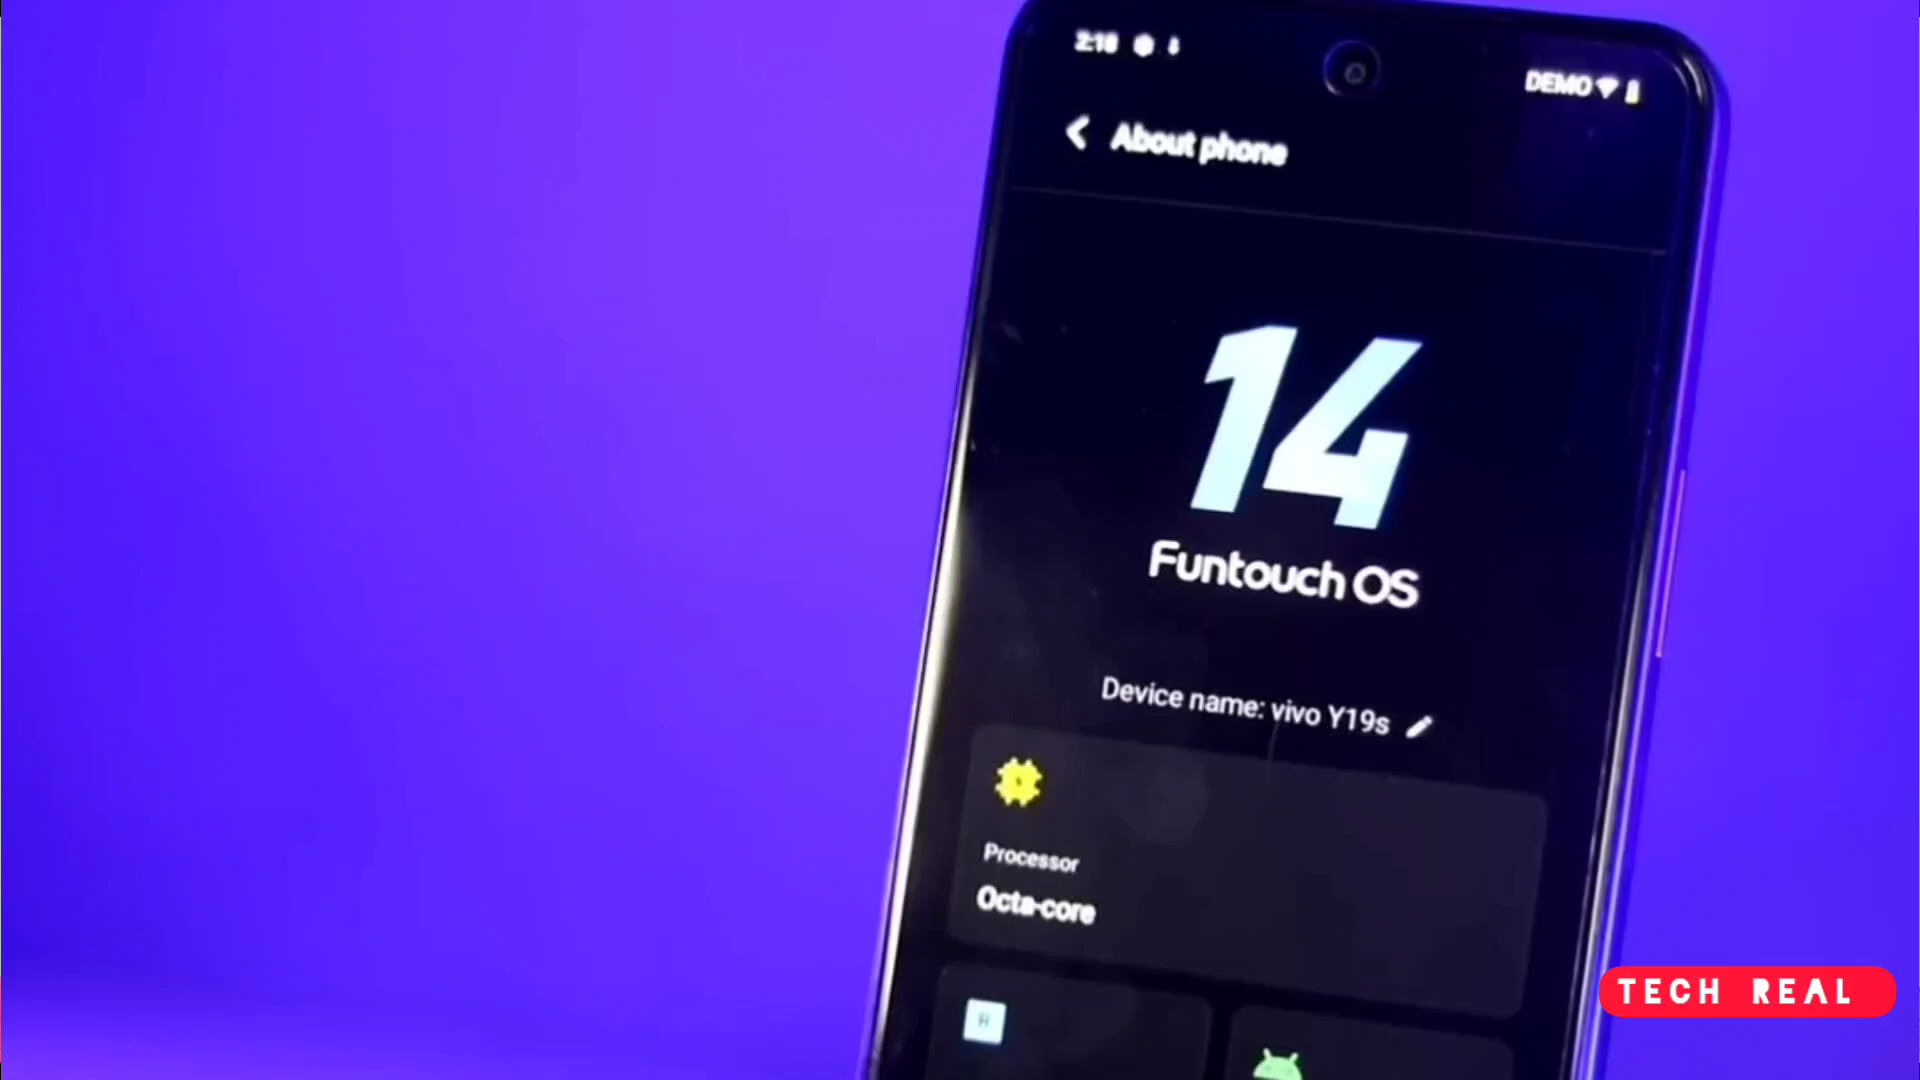 2:18
DEMO
About phone
14
Funtouch OS
Device name: vivo Y19s
Processor
Octa-core
TECH REAL